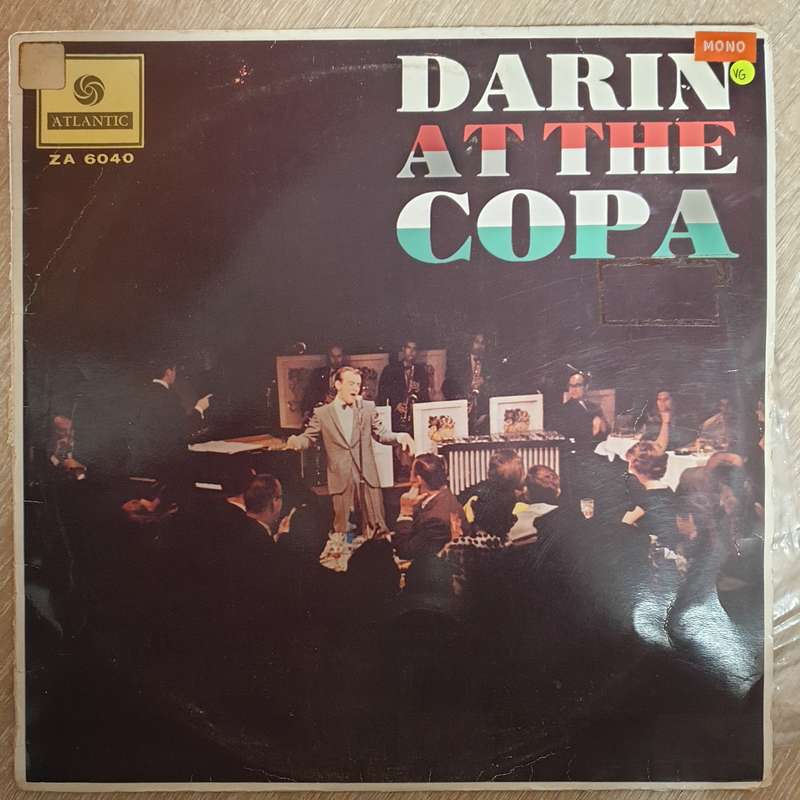 ATLANTIC
ZA 6040
MONO
VG
DARIN
AT THE
COPA